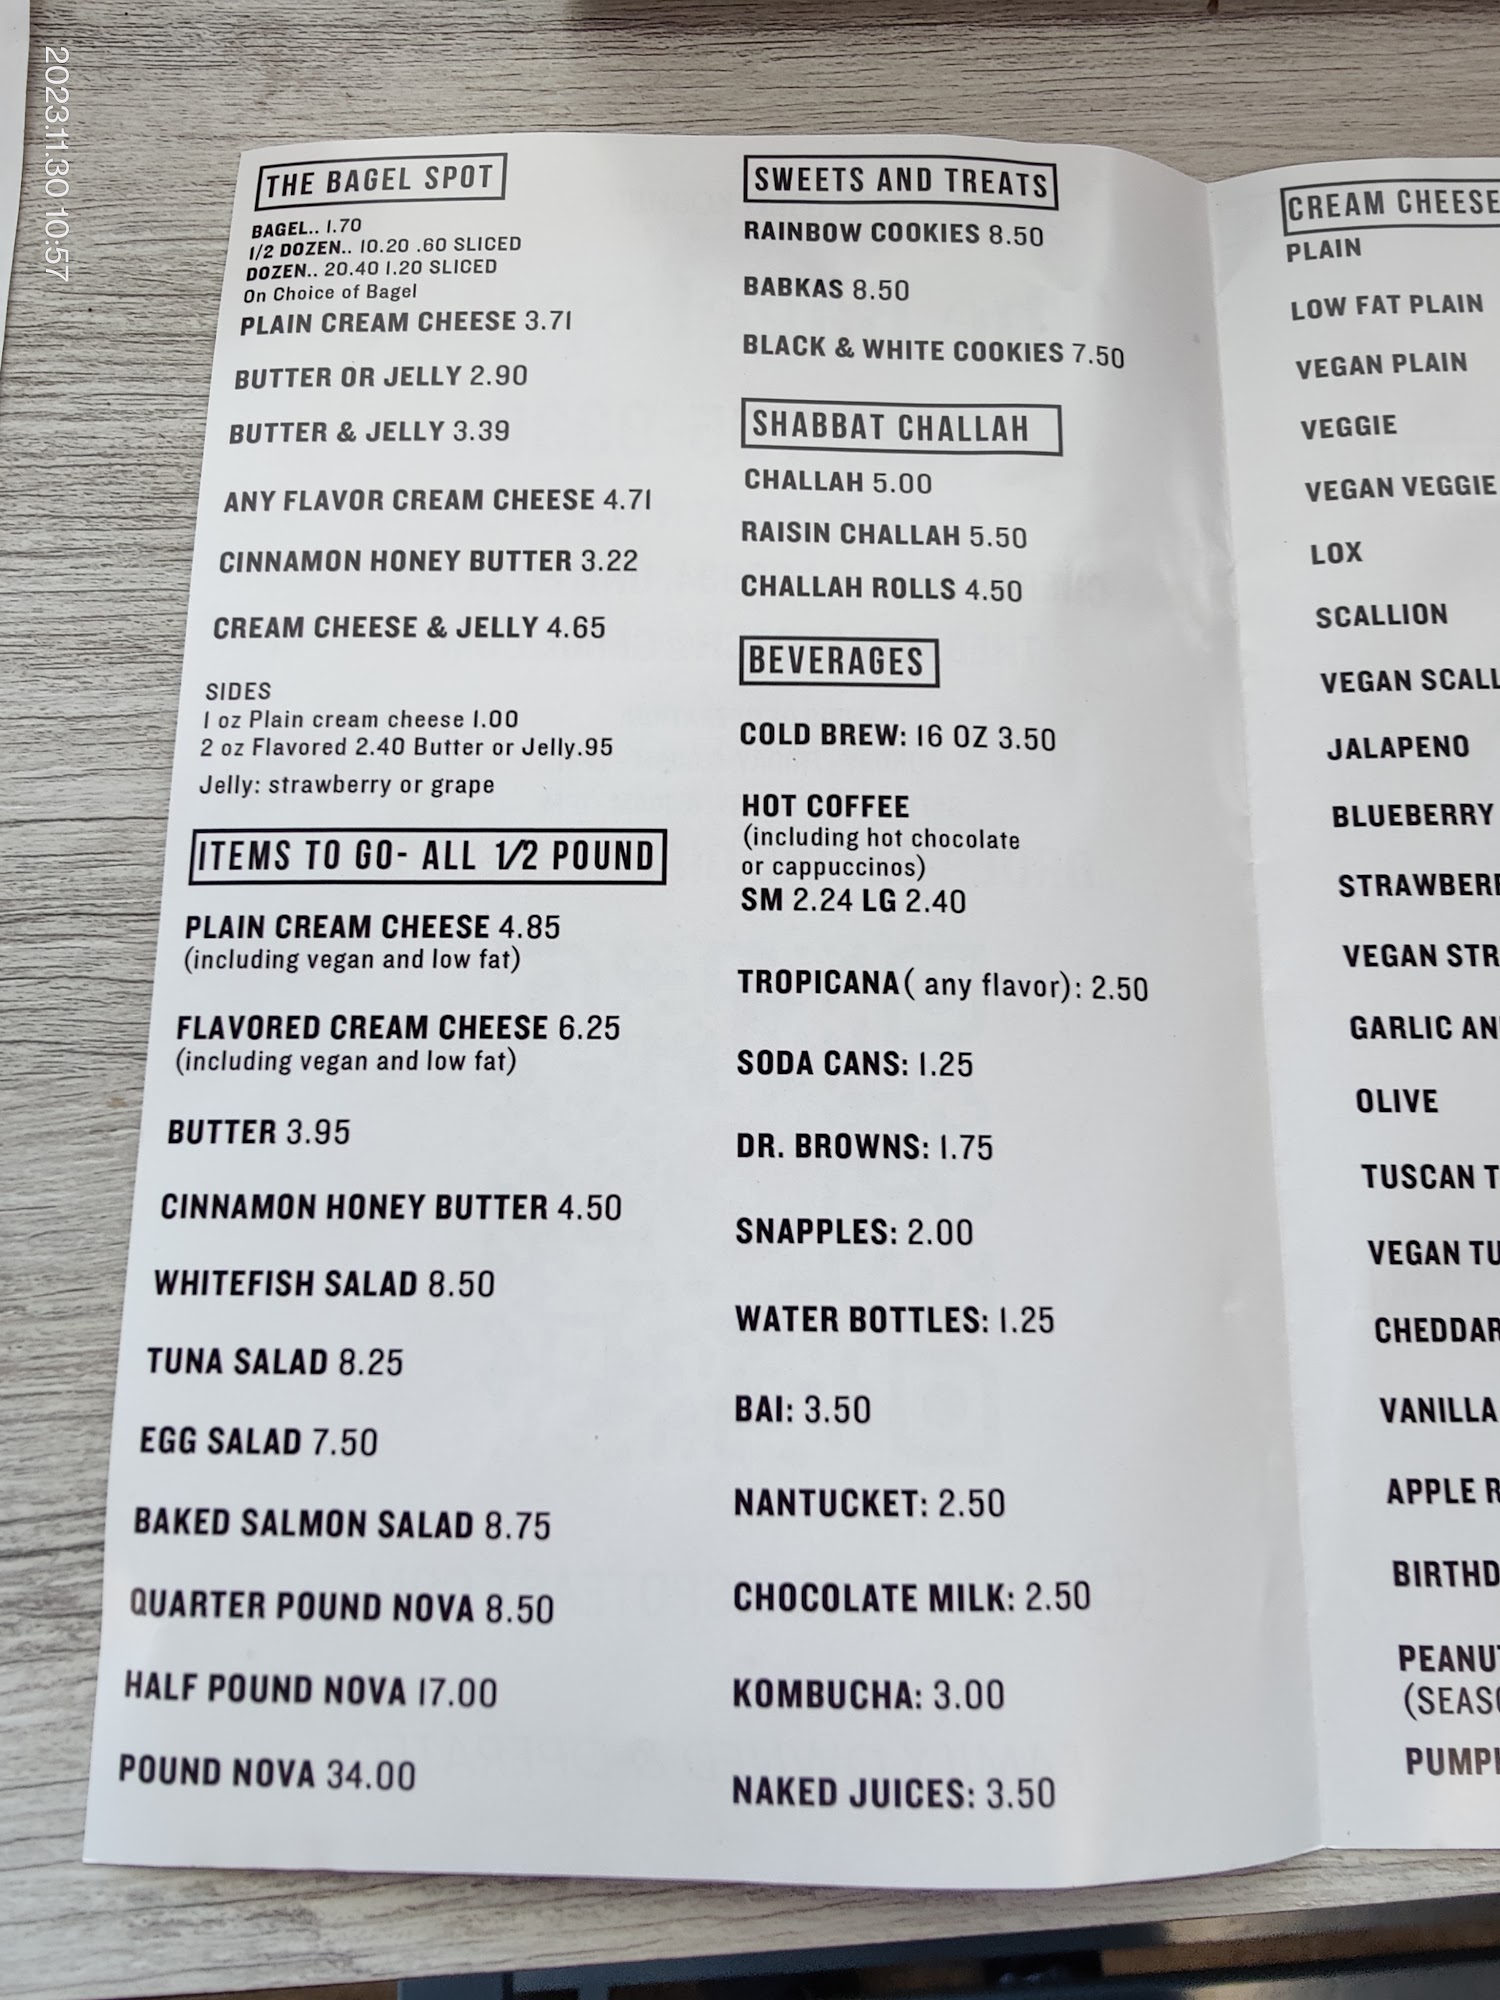 2023.11.30 10:57
THE BAGEL SPOT
BAGEL.. 1.70
1/2 DOZEN.. 10.20 .60 SLICED
DOZEN.. 20.40 1.20 SLICED
On Choice of Bagel
PLAIN CREAM CHEESE 3.71
BUTTER OR JELLY 2.90
BUTTER & JELLY 3.39
ANY FLAVOR CREAM CHEESE 4.71
CINNAMON HONEY BUTTER 3.22
CREAM CHEESE & JELLY 4.65
SIDES
1 oz Plain cream cheese 1.00
2 oz Flavored 2.40 Butter or Jelly.95
Jelly: strawberry or grape
ITEMS TO GO- ALL 1/2 POUND
PLAIN CREAM CHEESE 4.85
(including vegan and low fat)
FLAVORED CREAM CHEESE 6.25
(including vegan and low fat)
BUTTER 3.95
CINNAMON HONEY BUTTER 4.50
WHITEFISH SALAD 8.50
TUNA SALAD 8.25
EGG SALAD 7.50
BAKED SALMON SALAD 8.75
QUARTER POUND NOVA 8.50
HALF POUND NOVA 17.00
POUND NOVA 34.00
SWEETS AND TREATS
RAINBOW COOKIES 8.50
BABKAS 8.50
BLACK & WHITE COOKIES 7.50
SHABBAT CHALLAH
CHALLAH 5.00
RAISIN CHALLAH 5.50
CHALLAH ROLLS 4.50
BEVERAGES
COLD BREW: 16 OZ 3.50
HOT COFFEE
(including hot chocolate
or cappuccinos)
SM 2.24 LG 2.40
TROPICANA( any flavor): 2.50
SODA CANS: 1.25
DR. BROWNS: 1.75
SNAPPLES: 2.00
WATER BOTTLES: 1.25
BAI: 3.50
NANTUCKET: 2.50
CHOCOLATE MILK: 2.50
KOMBUCHA: 3.00
NAKED JUICES: 3.50
CREAM CHEESE
PLAIN
LOW FAT PLAIN
VEGAN PLAIN
VEGGIE
VEGAN VEGGIE
LOX
SCALLION
VEGAN
JALAPENO
BLUEBERRY
VEGAN
GARLIC
OLIVE
TUSCAN
VEGAN
CHEDDAR
VANILLA
APPLE